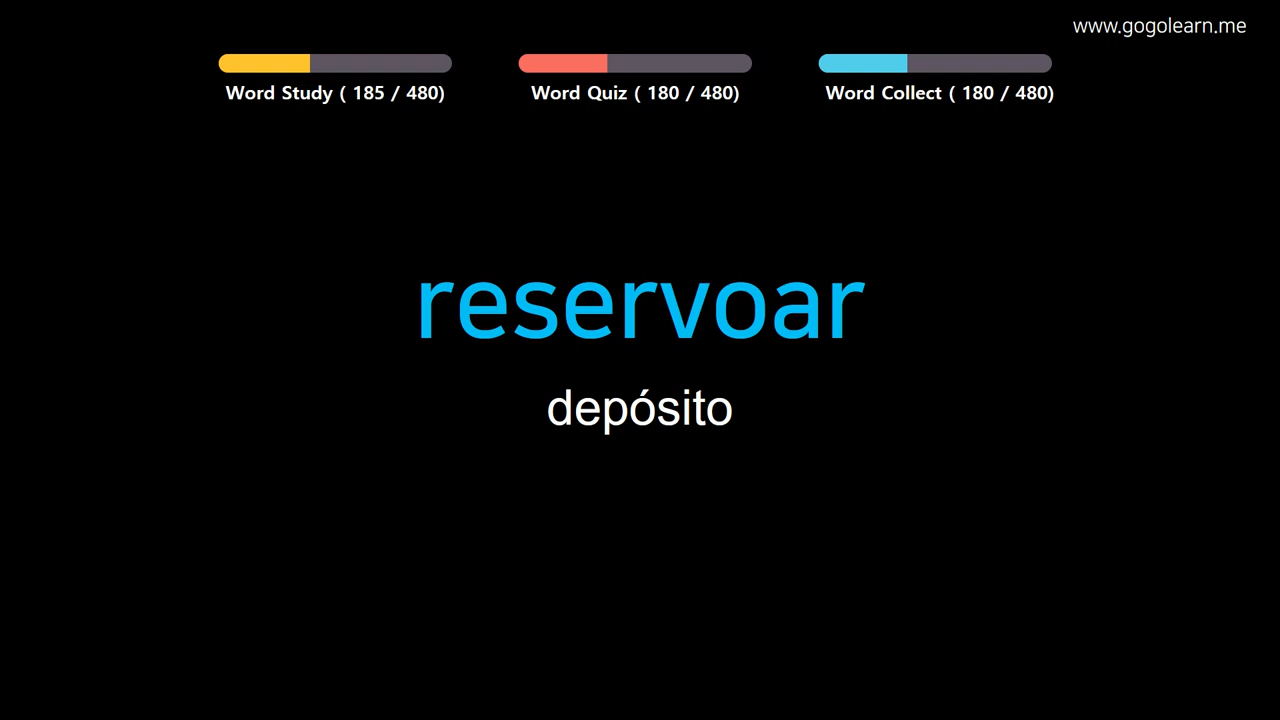 www.gogolearn.me
Word Study ( 185 / 480)
Word Quiz ( 180 / 480)
Word Collect ( 180 / 480)
reservoar
depósito